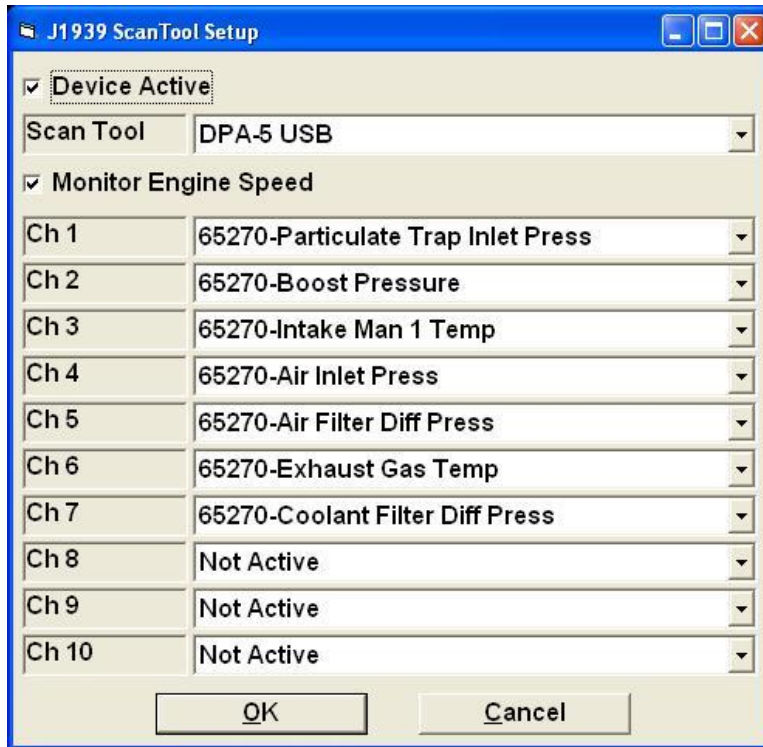 J1939 ScanTool Setup
Device Active
Scan Tool DPA-5 USB
Monitor Engine Speed
Ch 1 65270-Particulate Trap Inlet Press
Ch 2 65270-Boost Pressure
Ch 3 65270-Intake Man 1 Temp
Ch 4 65270-Air Inlet Press
Ch 5 65270-Air Filter Diff Press
Ch 6 65270-Exhaust Gas Temp
Ch 7 65270-Coolant Filter Diff Press
Ch 8 Not Active
Ch 9 Not Active
Ch 10 Not Active
OK Cancel